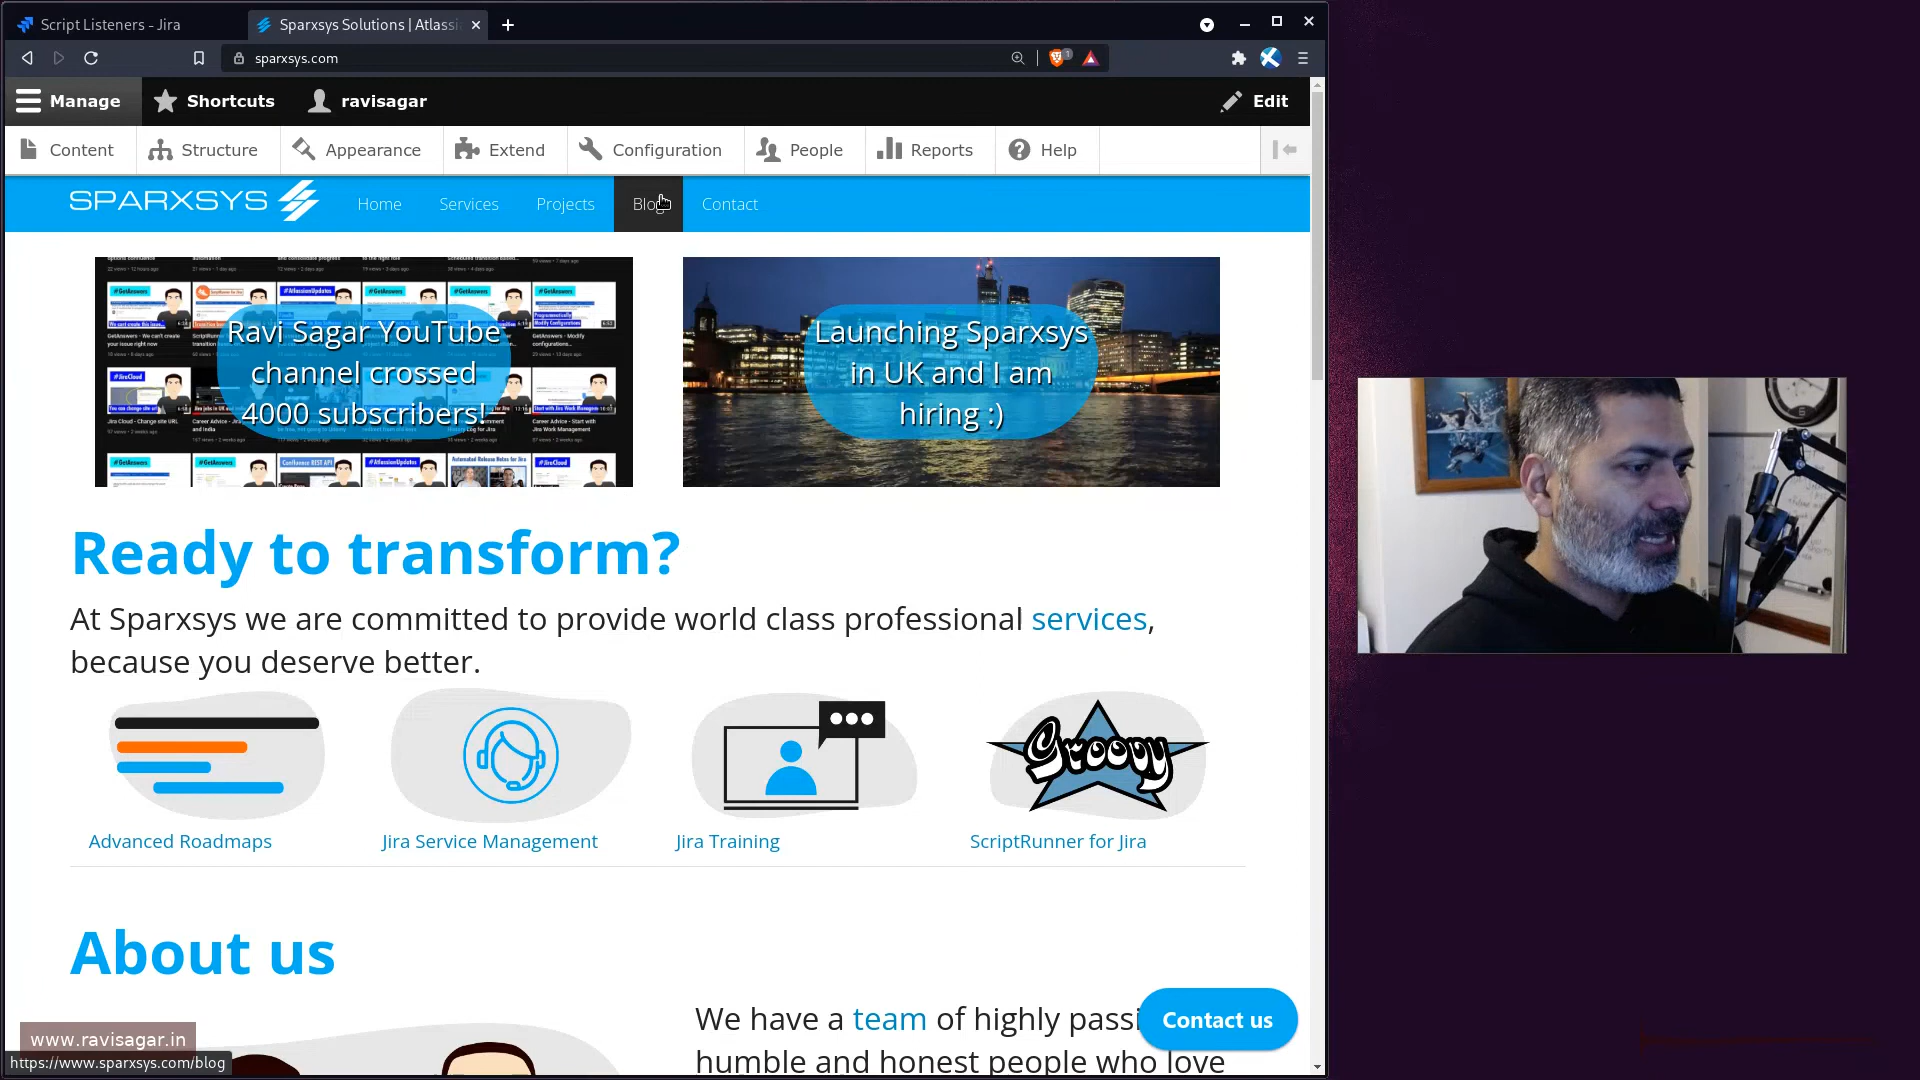 Script Listeners - Jira
Sparxsys Solutions | Atlassi
sparxsys.com
1
Manage
Shortcuts
ravisagar
Edit
Content
Structure
Appearance
Extend
Configuration
People
Reports
Help
SPARXSYS
Home
Services
Projects
Blog
Contact
Ravi Sagar YouTube
channel crossed
4000 subscribers!
Launching Sparxsys
in UK and I am
hiring :)
Ready to transform?
At Sparxsys we are committed to provide world class professional services,
because you deserve better.
Groovy
Advanced Roadmaps
Jira Service Management
Jira Training
ScriptRunner for Jira
About us
We have a team of highly passi
humble and honest people who love
Contact us
www.ravisagar.in
https://www.sparxsys.com/blog